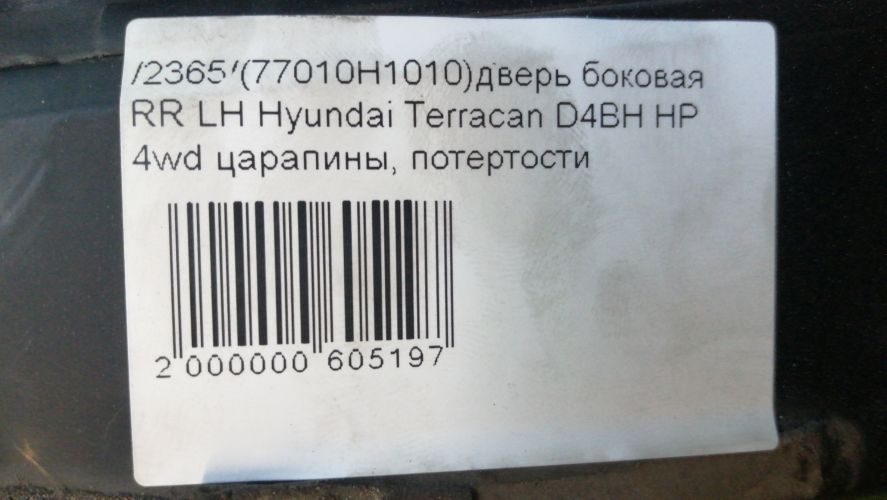 /2365'(77010H1010)дверь боковая
RR LH Hyundai Terracan D4BH HP
4wd царапины, потертости
2 000000 605197